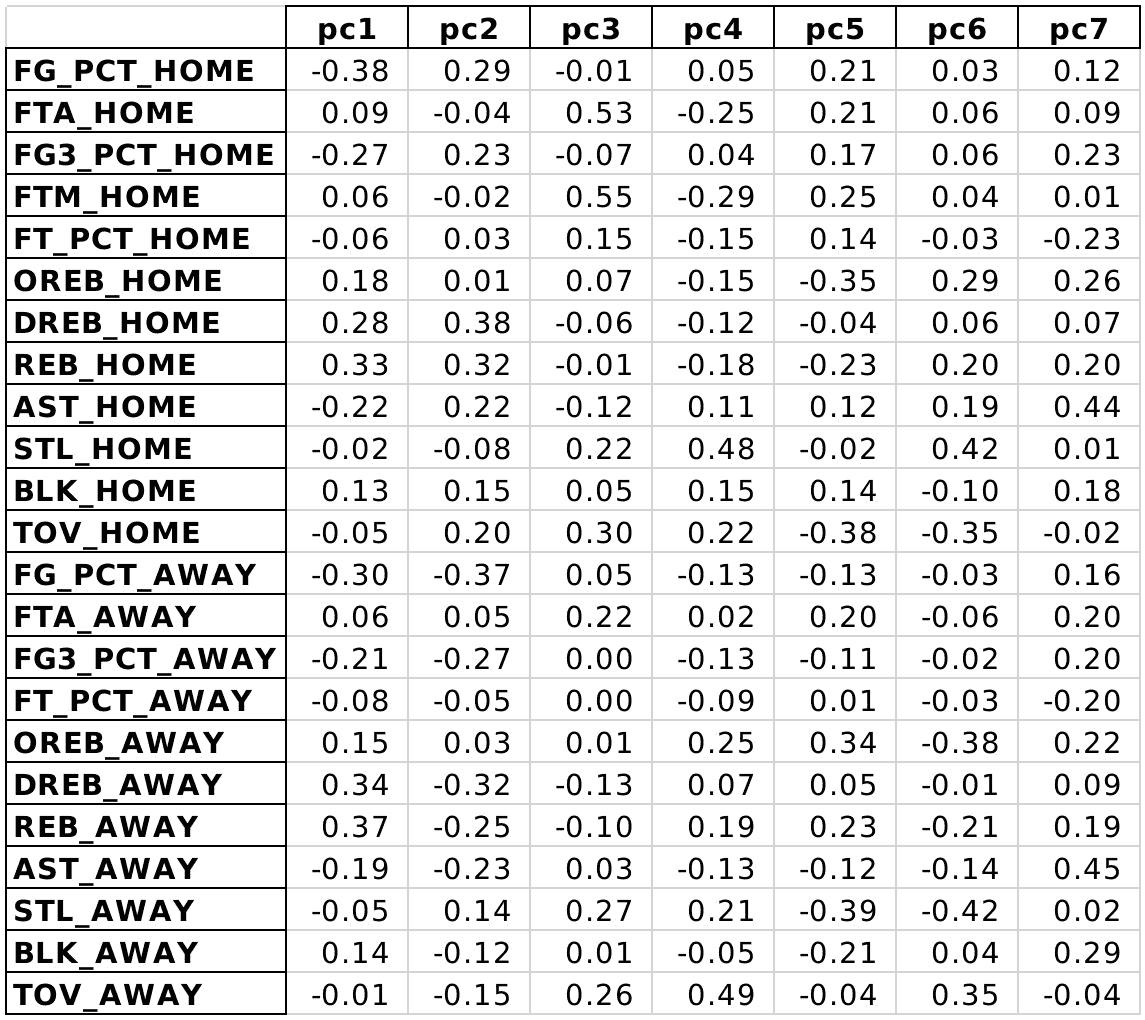 pc1 pc2 pc3 pc4 pc5 pc6 pc7
FG_PCT_HOME -0.38 0.29 -0.01 0.05 0.21 0.03 0.12
FTA_HOME 0.09 -0.04 0.53 -0.25 0.21 0.06 0.09
FG3_PCT_HOME -0.27 0.23 -0.07 0.04 0.17 0.06 0.23
FTM_HOME 0.06 -0.02 0.55 -0.29 0.25 0.04 0.01
FT_PCT_HOME -0.06 0.03 0.15 -0.15 0.14 -0.03 -0.23
OREB_HOME 0.18 0.01 0.07 -0.15 -0.35 0.29 0.26
DREB_HOME 0.28 0.38 -0.06 -0.12 -0.04 0.06 0.07
REB_HOME 0.33 0.32 -0.01 -0.18 -0.23 0.20 0.20
AST_HOME -0.22 0.22 -0.12 0.11 0.12 0.19 0.44
STL_HOME -0.02 -0.08 0.22 0.48 -0.02 0.42 0.01
BLK_HOME 0.13 0.15 0.05 0.15 0.14 -0.10 0.18
TOV_HOME -0.05 0.20 0.30 0.22 -0.38 -0.35 -0.02
FG_PCT_AWAY -0.30 -0.37 0.05 -0.13 -0.13 -0.03 0.16
FTA_AWAY 0.06 0.05 0.22 0.02 0.20 -0.06 0.20
FG3_PCT_AWAY -0.21 -0.27 0.00 -0.13 -0.11 -0.02 0.20
FT_PCT_AWAY -0.08 -0.05 0.00 -0.09 0.01 -0.03 -0.20
OREB_AWAY 0.15 0.03 0.01 0.25 0.34 -0.38 0.22
DREB_AWAY 0.34 -0.32 -0.13 0.07 0.05 -0.01 0.09
REB_AWAY 0.37 -0.25 -0.10 0.19 0.23 -0.21 0.19
AST_AWAY -0.19 -0.23 0.03 -0.13 -0.12 -0.14 0.45
STL_AWAY -0.05 0.14 0.27 0.21 -0.39 -0.42 0.02
BLK_AWAY 0.14 -0.12 0.01 -0.05 -0.21 0.04 0.29
TOV_AWAY -0.01 -0.15 0.26 0.49 -0.04 0.35 -0.04